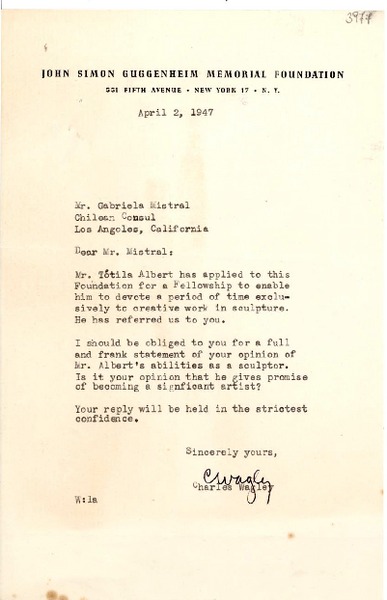 3977
JOHN SIMON GUGGENHEIM MEMORIAL FOUNDATION
551 FIFTH AVENUE • NEW YORK 17 • N. Y.
April 2, 1947
Mr. Gabriela Mistral
Chilean Consul
Los Angeles, California
Dear Mr. Mistral:
Mr. Tótila Albert has applied to this
Foundation for a Fellowship to enable
him to devote a period of time exclu-
sively to creative work in sculpture.
He has referred us to you.
I should be obliged to you for a full
and frank statement of your opinion of
Mr. Albert's abilities as a sculptor.
Is it your opinion that he gives promise
of becoming a signficant artist?
Your reply will be held in the strictest
confidence.
Sincerely yours,
CWagley
Charles Wagley
W:la